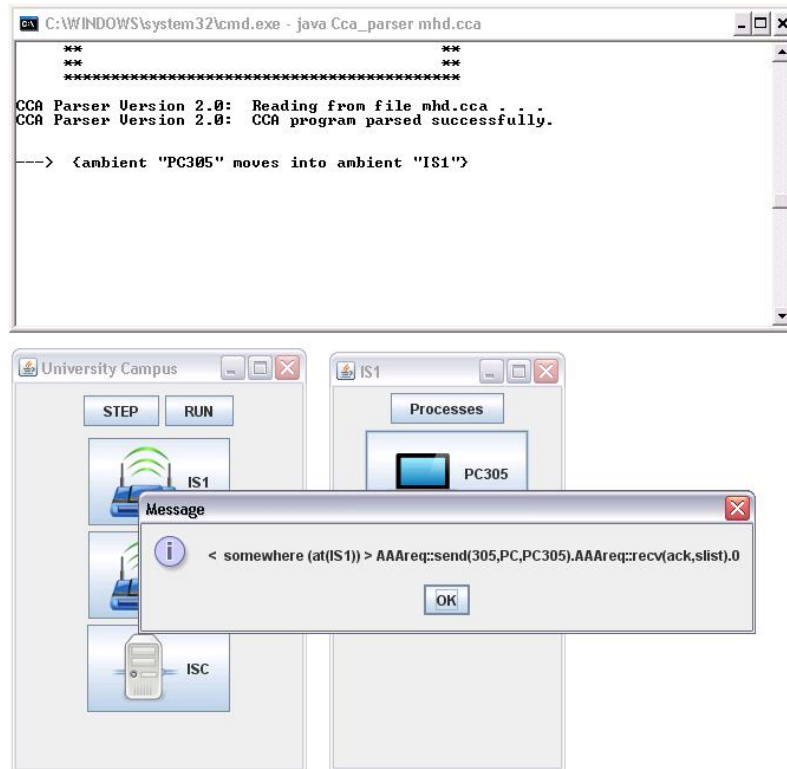 C:\WINDOWS\system32\cmd.exe - java Cca_parser mhd.cca
** **
** **
******************************************
CCA Parser Version 2.0: Reading from file mhd.cca . . .
CCA Parser Version 2.0: CCA program parsed successfully.
---> {ambient "PC305" moves into ambient "IS1"}
University Campus
STEP RUN
IS1
ISC
IS1
Processes
PC305
Message
< somewhere (at(IS1)) > AAAreq::send(305,PC,PC305).AAAreq::recv(ack,slist).0
OK